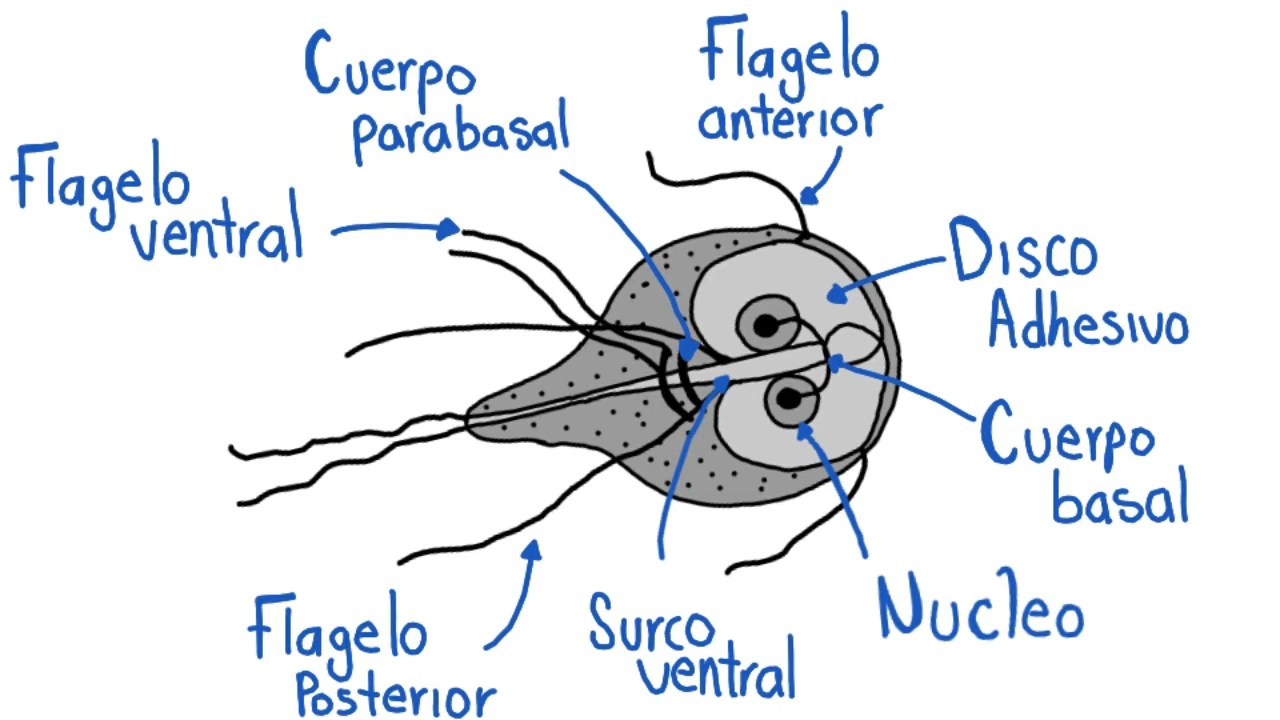 Cuerpo
parabasal
Flagelo
anterior
Flagelo
ventral
Disco
Adhesivo
Cuerpo
basal
Nucleo
Surco
ventral
Flagelo
Posterior